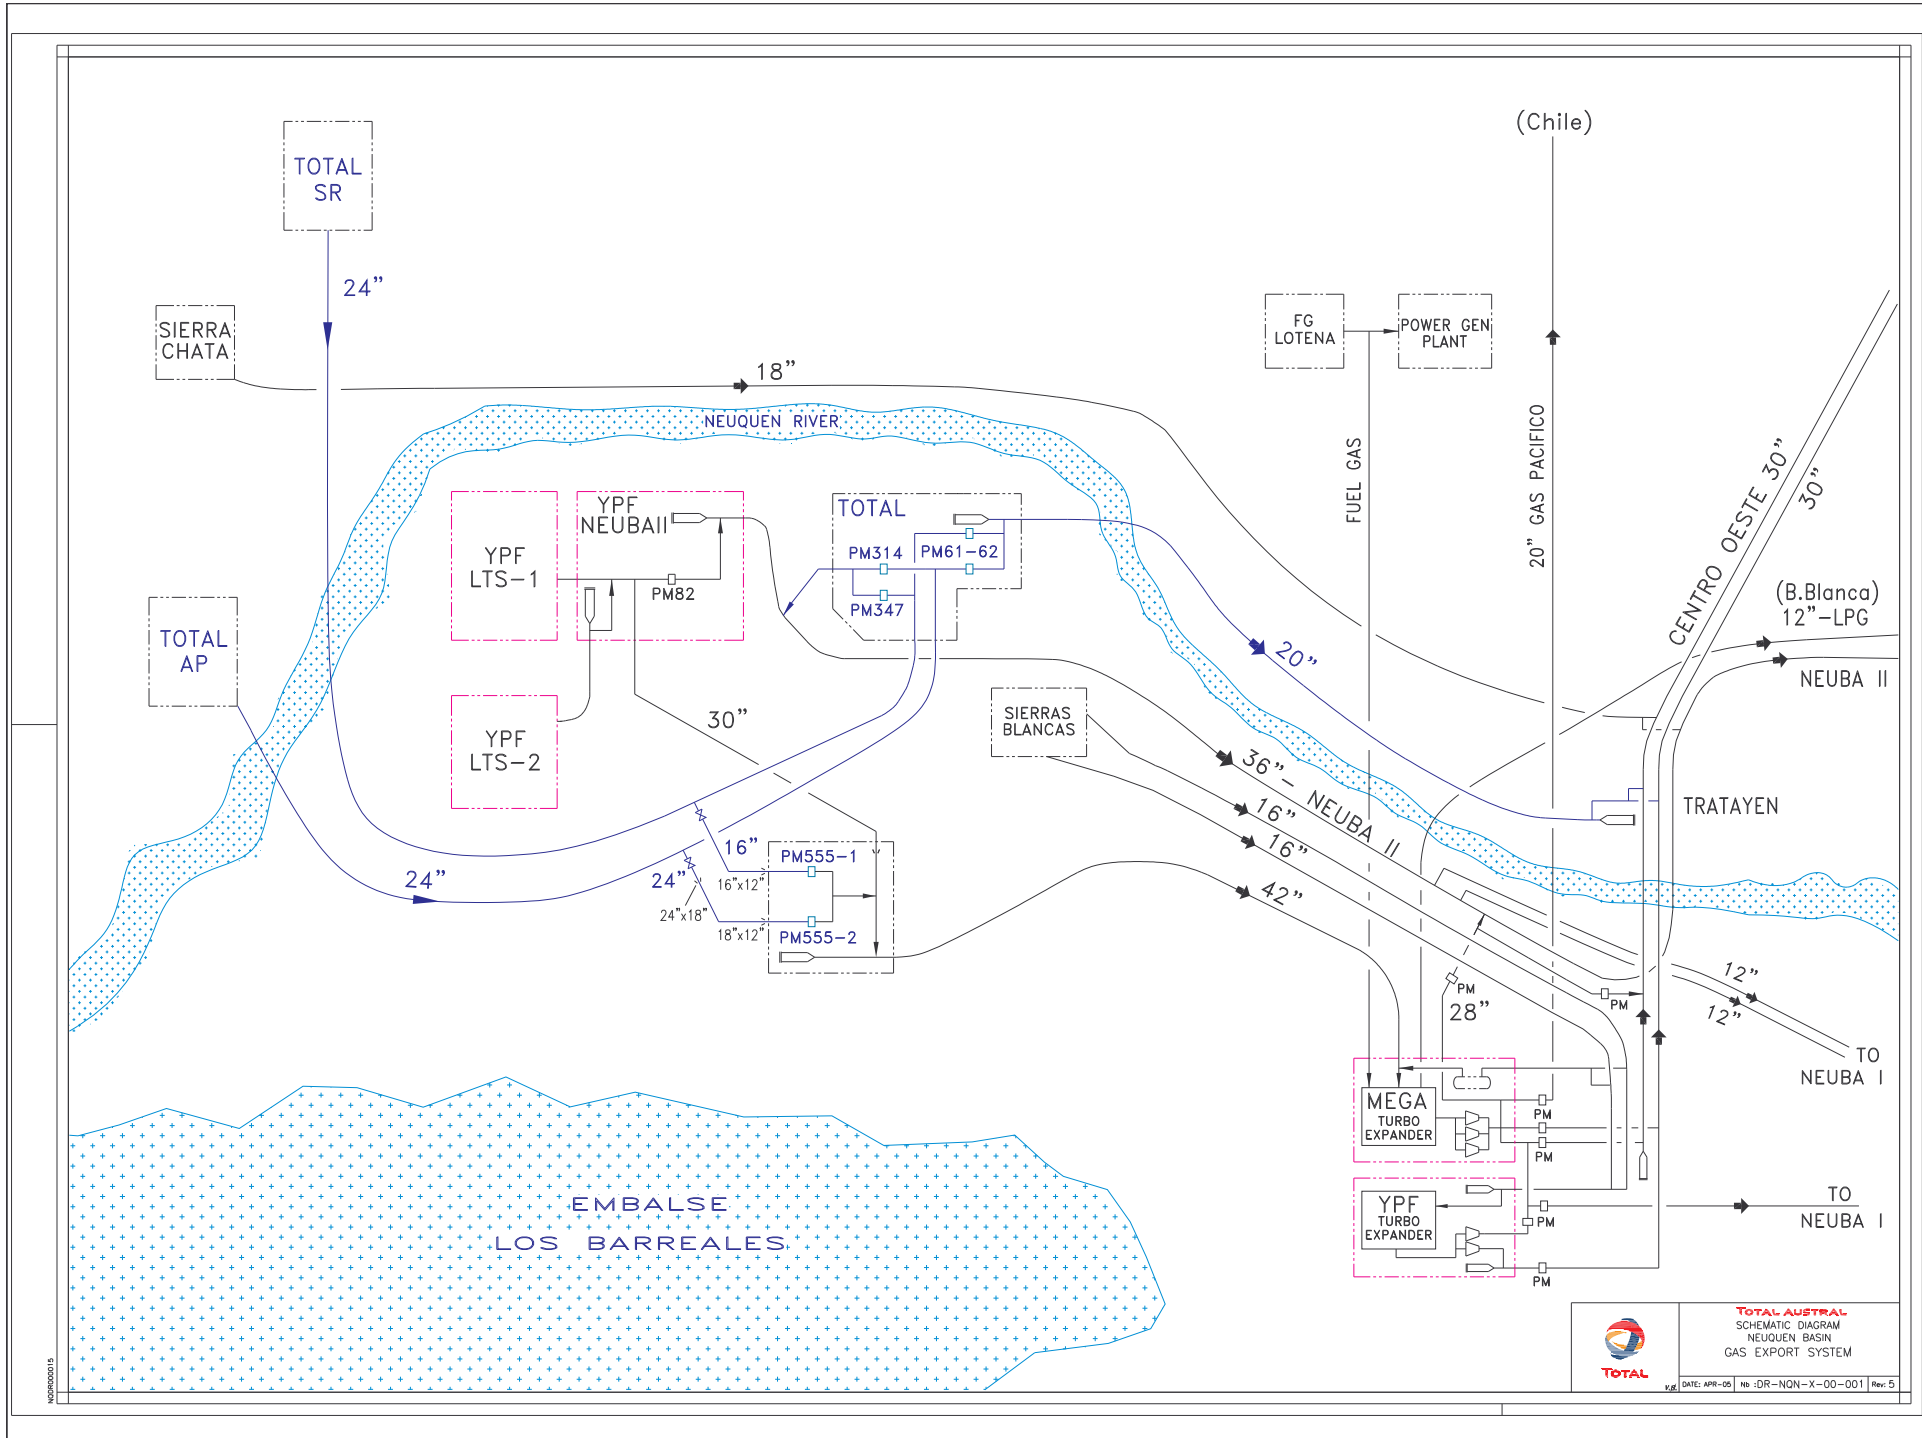 (Chile)
TOTAL
SR
24”
SIERRA
CHATA
18”
FG
LOTENA
POWER GEN
PLANT
NEUQUEN RIVER
FUEL GAS
20” GAS PACIFICO
CENTRO OESTE 30”
30”
YPF
NEUBAII
YPF
LTS-1
PM82
TOTAL
PM314
PM61-62
PM347
TOTAL
AP
(B.Blanca)
12”-LPG
NEUBA II
20”
YPF
LTS-2
30”
SIERRAS
BLANCAS
36”- NEUBA II
16”
16”
42”
TRATAYEN
16”
PM555-1
16”x12”
24”
24”
24”x18”
18”x12”
PM555-2
PM
28”
PM
12”
12”
TO
NEUBA I
MEGA
TURBO
EXPANDER
PM
PM
YPF
TURBO
EXPANDER
PM
PM
TO
NEUBA I
EMBALSE
LOS BARREALES
TOTAL AUSTRAL
SCHEMATIC DIAGRAM
NEUQUEN BASIN
GAS EXPORT SYSTEM
TOTAL
DATE: APR-05
Nb :DR-NQN-X-00-001
Rev: 5